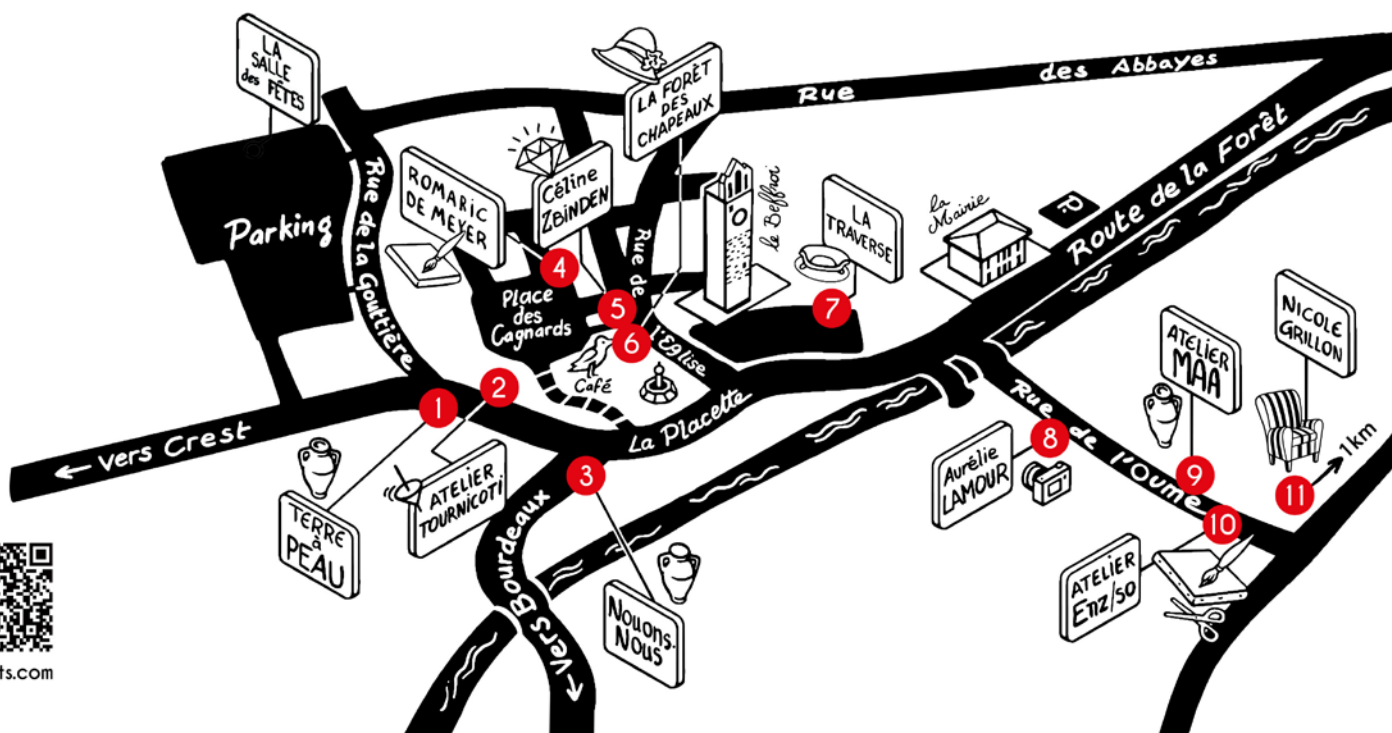 LA
SALLE
des FÊTES
LA FORÊT
DES
CHAPEAUX
Rue des Abbayes
Route de la Forêt
Rue de la Gouttière
Parking
ROMARIC
DE MEYER
Céline
ZBINDEN
le Beffroi
LA
TRAVERSE
la
Mairie
P.
4
Place
des
Cagnards
5
6
7
Rue de l'Eglise
Café
La Placette
1
2
3
← vers Crest
TERRE
à
PEAU
ATELIER
TOURNICOTI
← vers Bourdeaux
Nouons-
Nous
Rue de l'Oume
8
Aurélie
LAMOUR
ATELIER
MAA
9
10
ATELIER
Enz/so
NICOLE
GRILLON
11
1km
ts.com